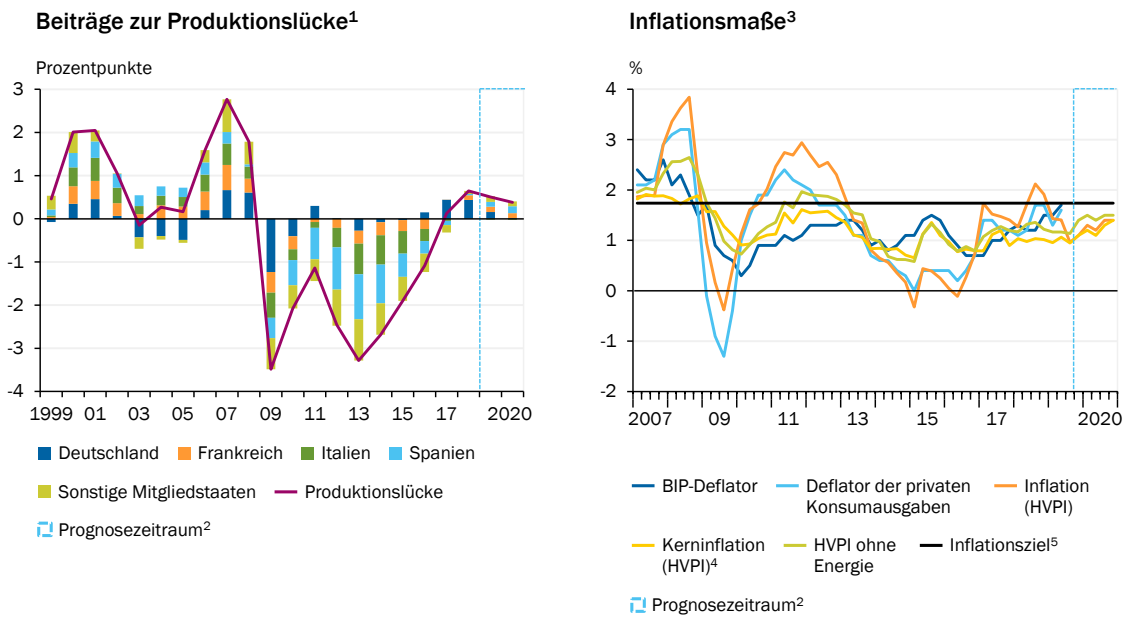 Beiträge zur Produktionslücke¹
Prozentpunkte
3
2
1
0
-1
-2
-3
-4
1999 01 03 05 07 09 11 13 15 17 2020
Deutschland Frankreich Italien Spanien
Sonstige Mitgliedstaaten Produktionslücke
Prognosezeitraum²
Inflationsmaße³
%
4
3
2
1
0
-1
-2
2007 09 11 13 15 17 2020
BIP-Deflator Deflator der privaten Inflation
Konsumausgaben (HVPI)
Kerninflation HVPI ohne Inflationsziel⁵
(HVPI)⁴ Energie
Prognosezeitraum²